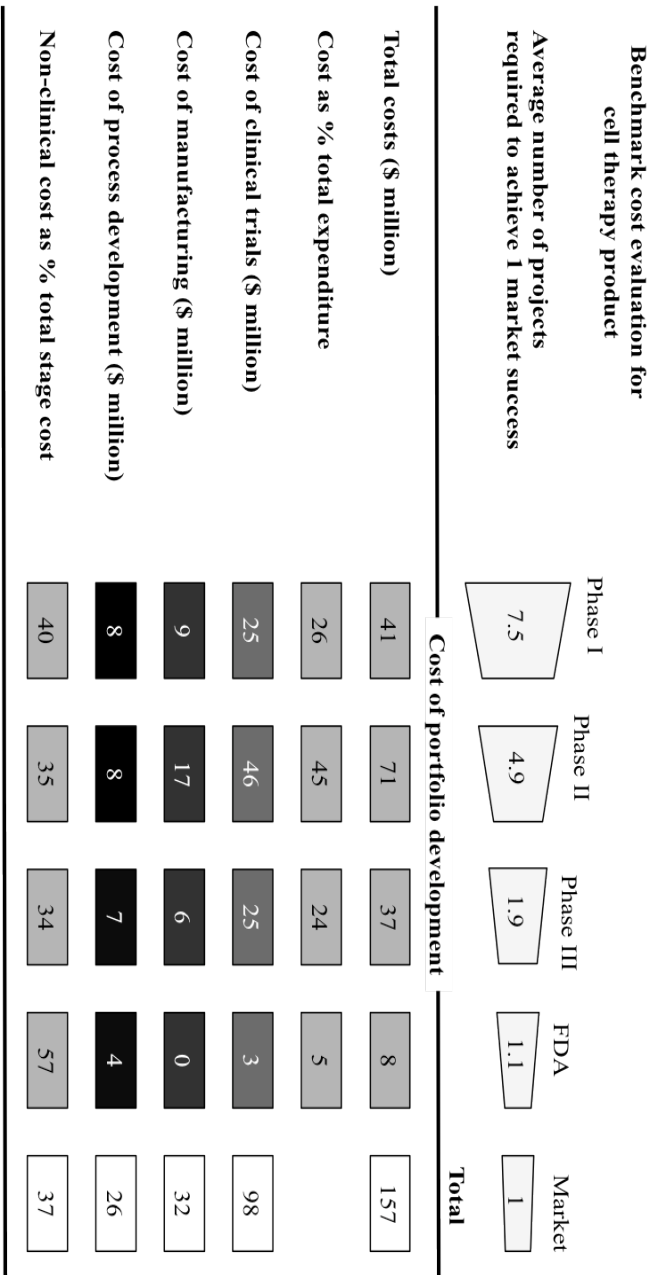 Benchmark cost evaluation for
cell therapy product
Phase I Phase II Phase III FDA Market
Average number of projects
required to achieve 1 market success
7.5 4.9 1.9 1.1 1
Cost of portfolio development
Total
Total costs ($ million) 41 71 37 8 157
Cost as % total expenditure 26 45 24 5
Cost of clinical trials ($ million) 25 46 25 3 98
Cost of manufacturing ($ million) 9 17 6 0 32
Cost of process development ($ million) 8 8 7 4 26
Non-clinical cost as % total stage cost 40 35 34 57 37